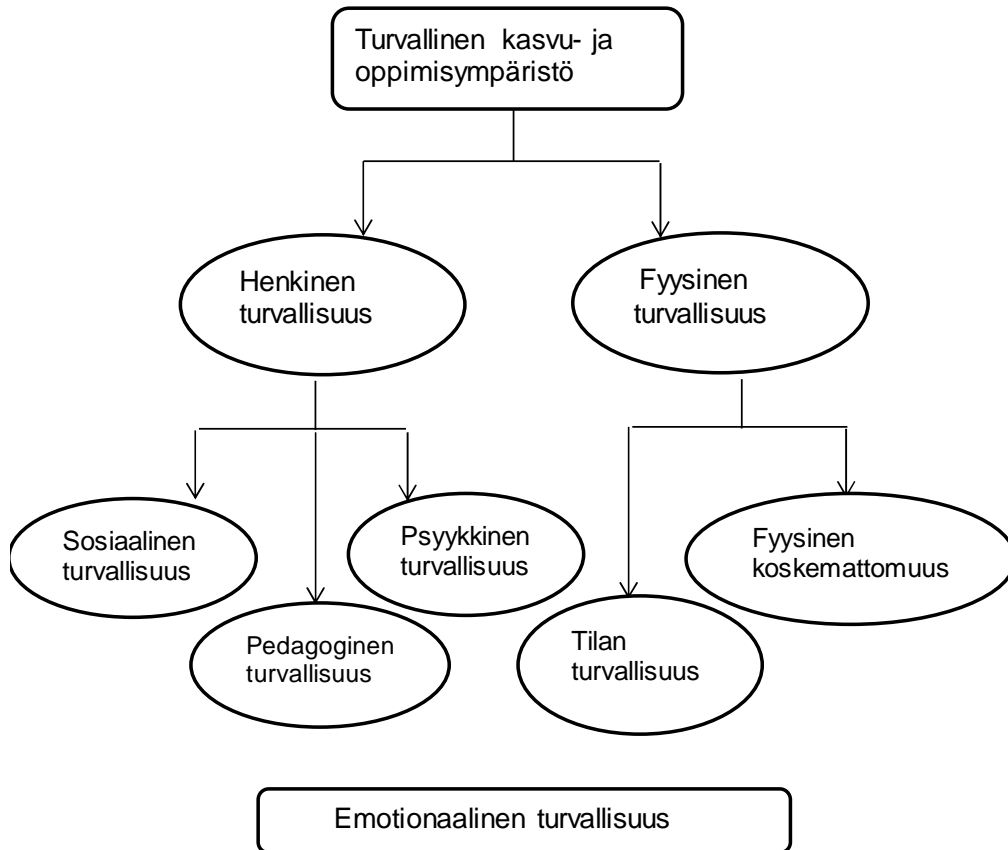 Turvallinen kasvu- ja
oppimisympäristö
Henkinen
turvallisuus
Fyysinen
turvallisuus
Sosiaalinen
turvallisuus
Psyykkinen
turvallisuus
Fyysinen
koskemattomuus
Pedagoginen
turvallisuus
Tilan
turvallisuus
Emotionaalinen turvallisuus